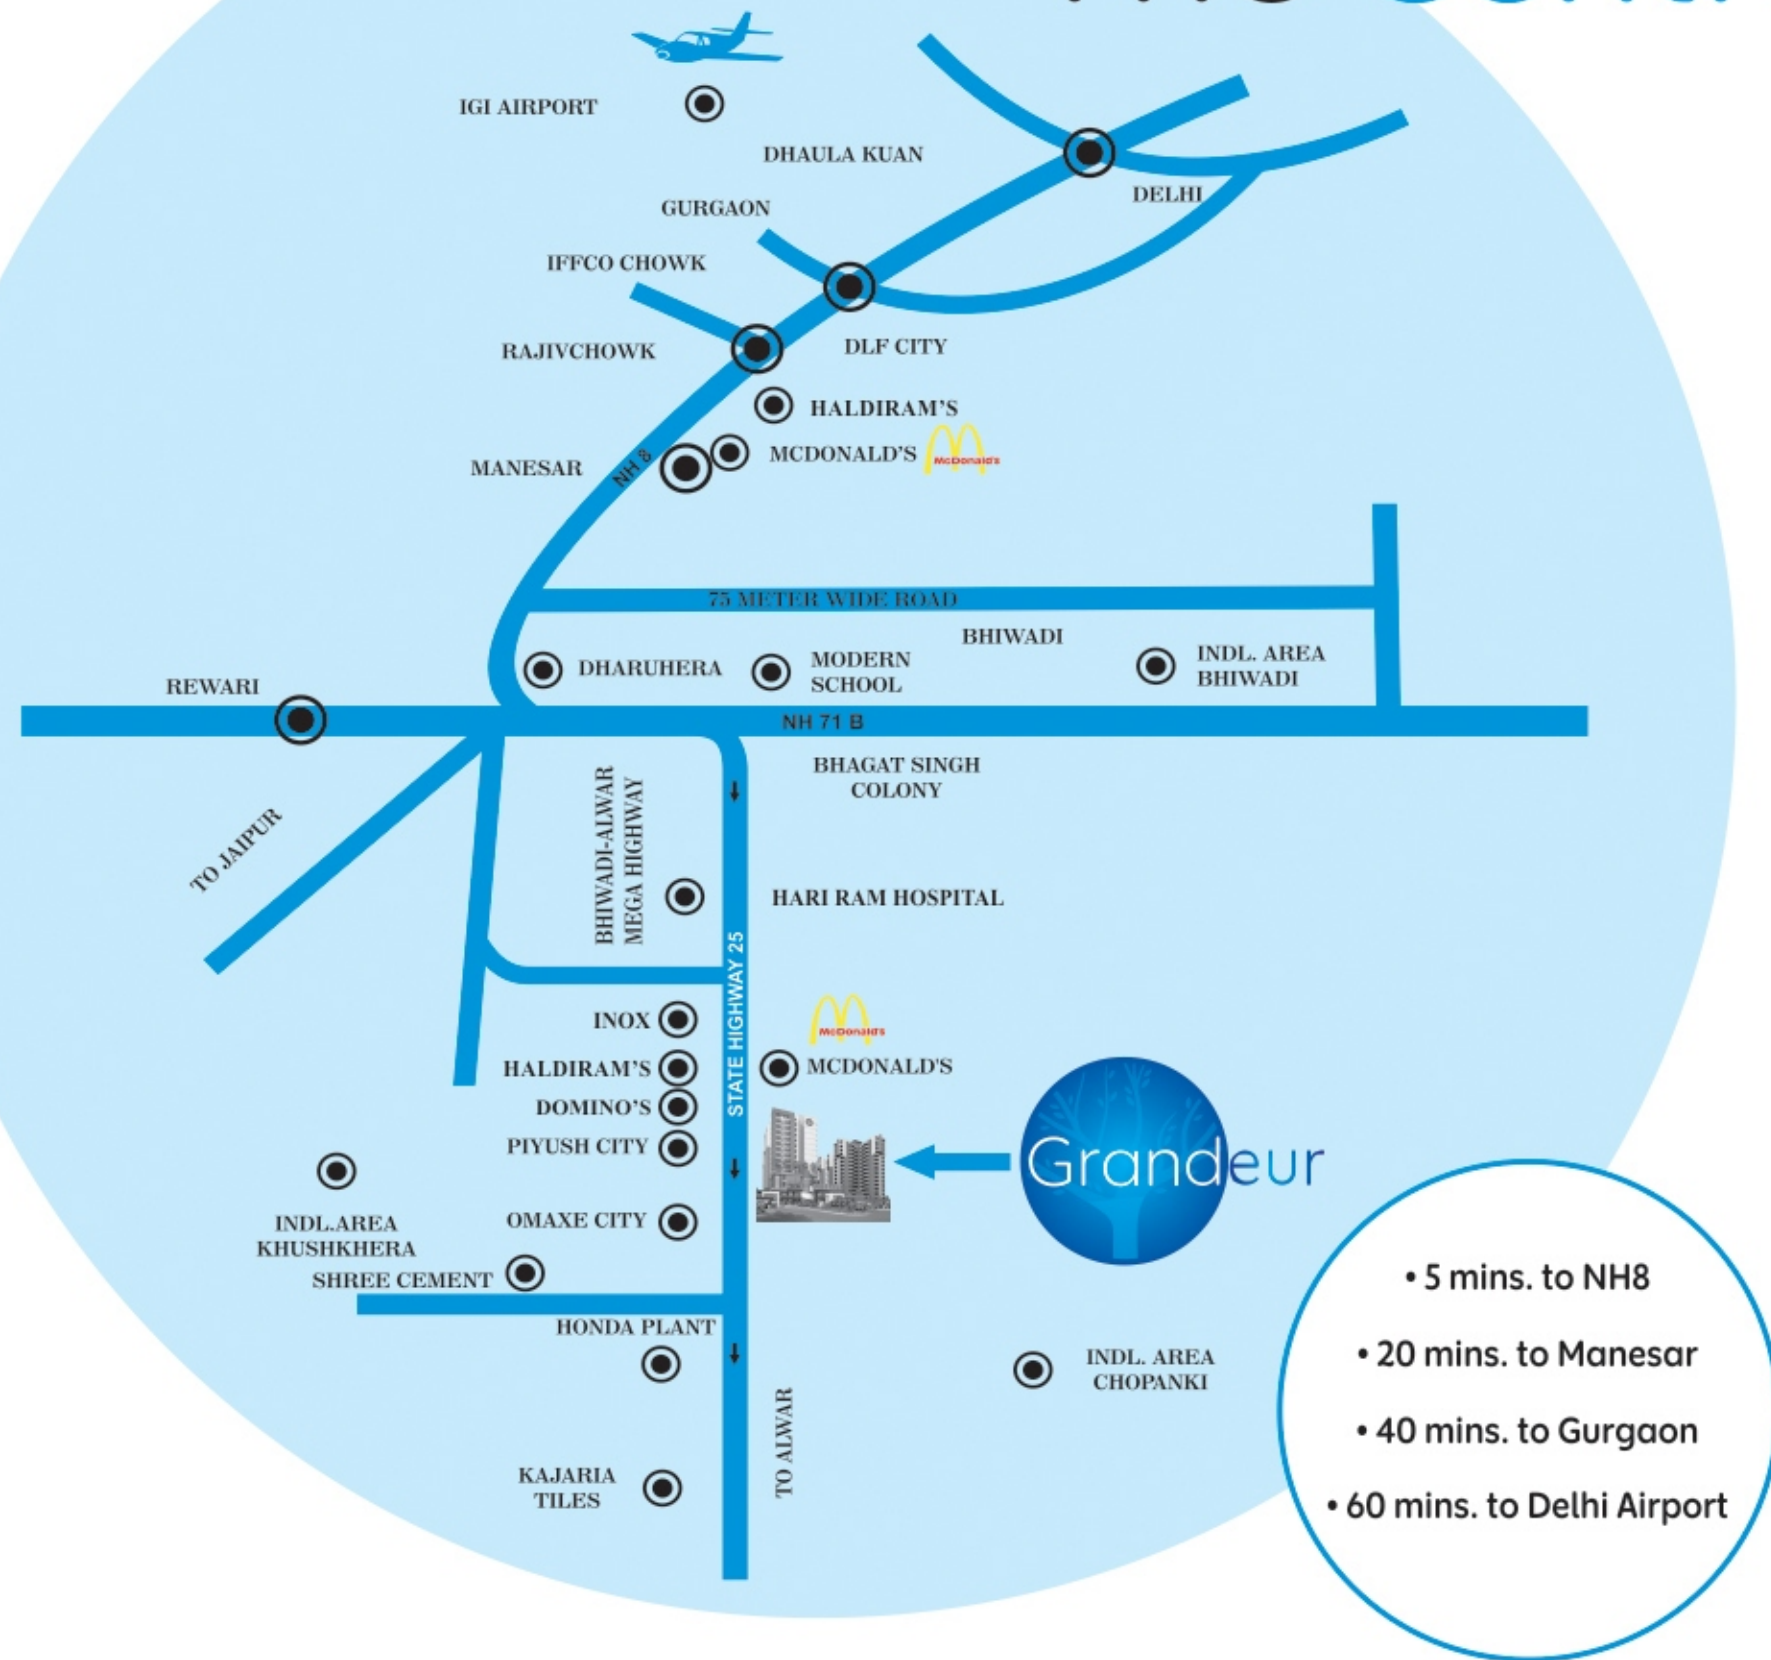 IGI AIRPORT
DHAULA KUAN
DELHI
GURGAON
IFFCO CHOWK
RAJIVCHOWK
DLF CITY
HALDIRAM'S
MCDONALD'S
McDonald's
MANESAR
NH 8
75 METER WIDE ROAD
BHIWADI
DHARUHERA
MODERN
SCHOOL
INDL. AREA
BHIWADI
REWARI
NH 71 B
BHAGAT SINGH
COLONY
TO JAIPUR
BHIWADI-ALWAR
MEGA HIGHWAY
HARI RAM HOSPITAL
STATE HIGHWAY 25
INOX
McDonald's
HALDIRAM'S
MCDONALD'S
DOMINO'S
PIYUSH CITY
Grandeur
OMAXE CITY
INDL.AREA
KHUSHKHERA
SHREE CEMENT
HONDA PLANT
INDL. AREA
CHOPANKI
TO ALWAR
KAJARIA
TILES
• 5 mins. to NH8
• 20 mins. to Manesar
• 40 mins. to Gurgaon
• 60 mins. to Delhi Airport